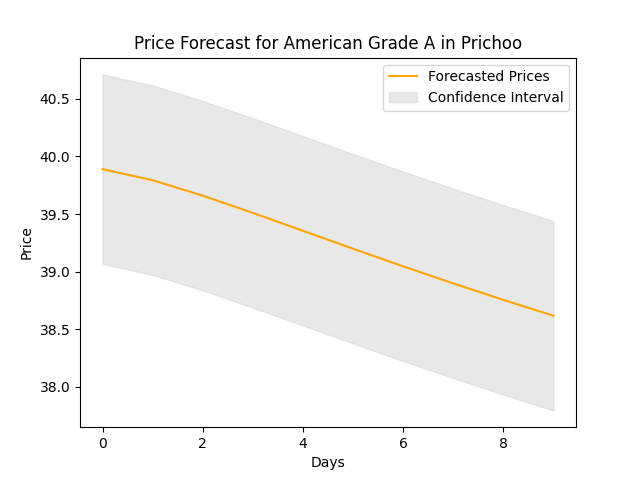 Price Forecast for American Grade A in Prichoo
Forecasted Prices
Confidence Interval
40.5
40.0
39.5
39.0
38.5
38.0
Price
0 2 4 6 8
Days